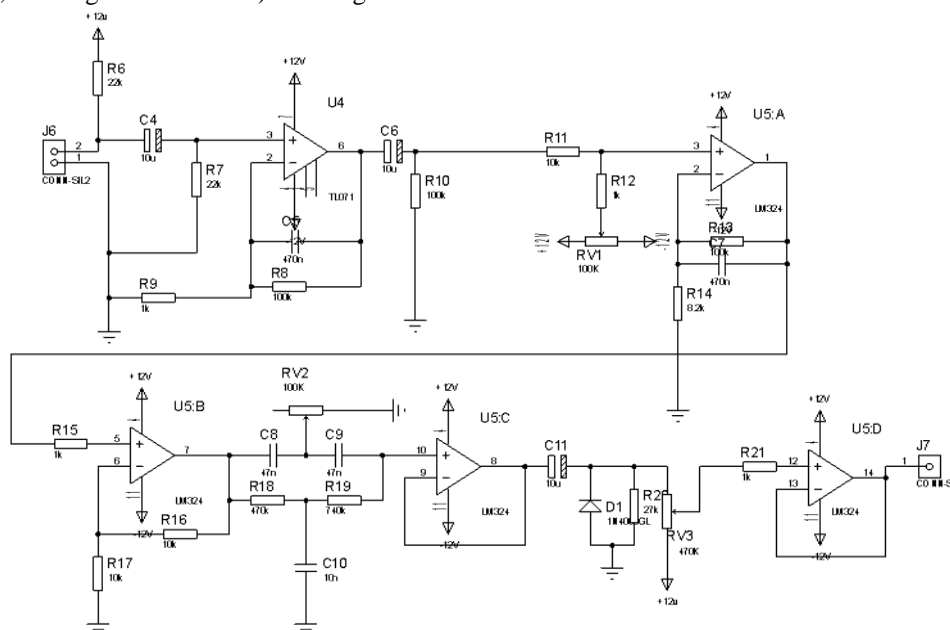 +12u
R6
22k
U4
+12V
J6
2
1
CONN-SIL2
C4
10u
R7
22k
3
2
6
TL071
C6
10u
R10
100k
-12V
470n
R8
100k
R9
1k
R11
10k
R12
1k
RV1
100K
+12V
U5:A
3
2
1
LM324
R13
100k
C7
470n
R14
8.2k
+12V
U5:B
R15
1k
5
6
7
LM324
-12V
R16
10k
R17
10k
RV2
100K
C8
47n
C9
47n
R18
470k
R19
740k
C10
10n
+12V
U5:C
10
9
8
LM324
-12V
C11
10u
D1
27k
RV3
470K
+12u
R21
1k
+12V
U5:D
12
13
14
LM324
-12V
J7
1